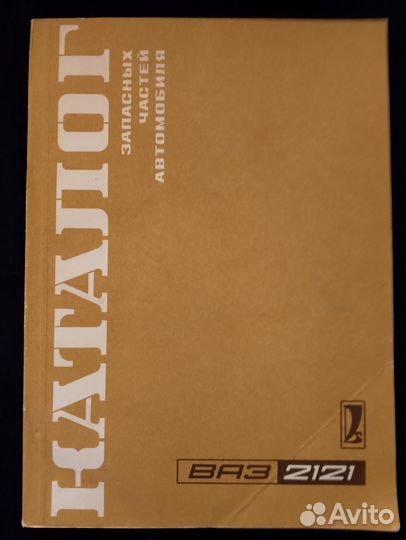 КАТАЛОГ
ЗАПАСНЫХ
ЧАСТЕЙ
АВТОМОБИЛЯ
ВАЗ 2121
Avito